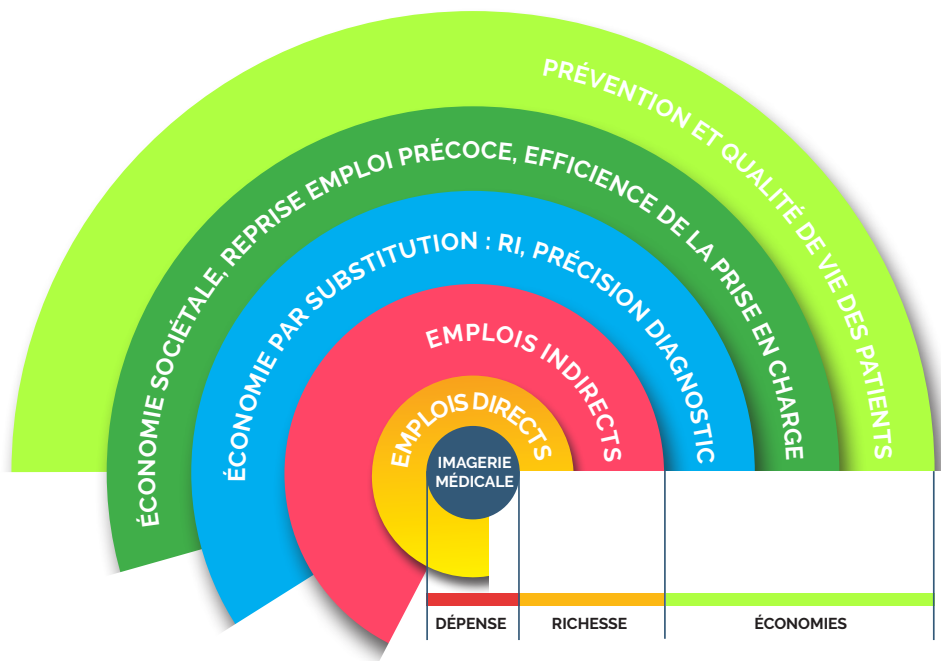 PRÉVENTION ET QUALITÉ DE VIE DES PATIENTS
ÉCONOMIE SOCIÉTALE, REPRISE EMPLOI PRÉCOCE, EFFICIENCE DE LA PRISE EN CHARGE
ÉCONOMIE PAR SUBSTITUTION : RI, PRÉCISION DIAGNOSTIC
EMPLOIS INDIRECTS
EMPLOIS DIRECTS
IMAGERIE
MÉDICALE
DÉPENSE
RICHESSE
ÉCONOMIES